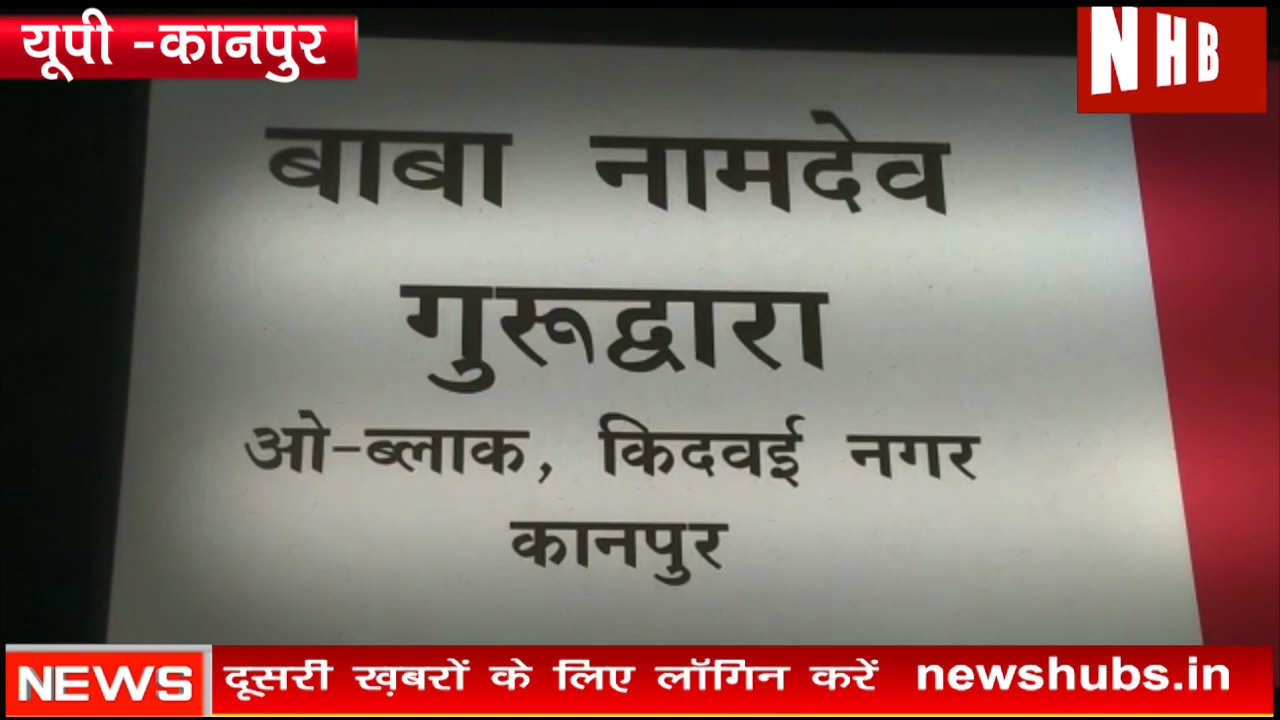 यूपी -कानपुर
NHB
बाबा नामदेव
गुरूद्वारा
ओ-ब्लाक, किदवई नगर
कानपुर
NEWS दूसरी ख़बरों के लिए लॉगिन करें newshubs.in